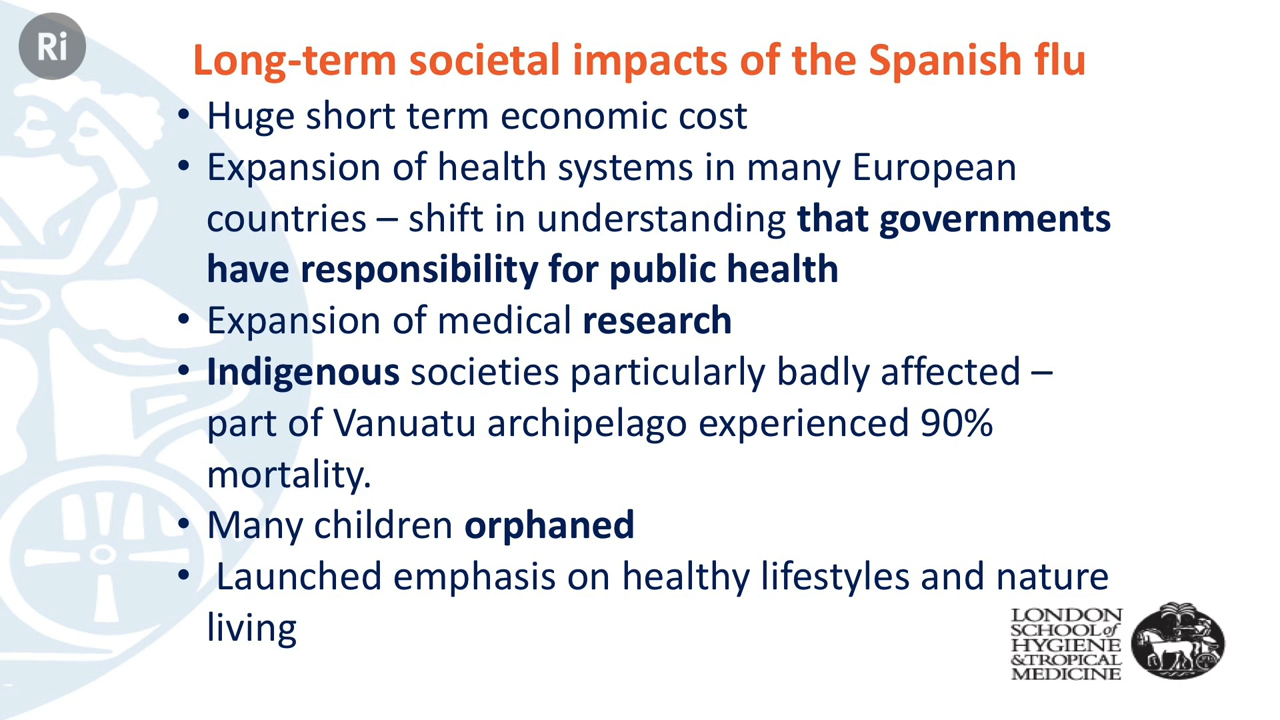 Ri
Long-term societal impacts of the Spanish flu
• Huge short term economic cost
• Expansion of health systems in many European
countries – shift in understanding that governments
have responsibility for public health
• Expansion of medical research
• Indigenous societies particularly badly affected –
part of Vanuatu archipelago experienced 90%
mortality.
• Many children orphaned
• Launched emphasis on healthy lifestyles and nature
living
LONDON
SCHOOL of
HYGIENE
& TROPICAL
MEDICINE